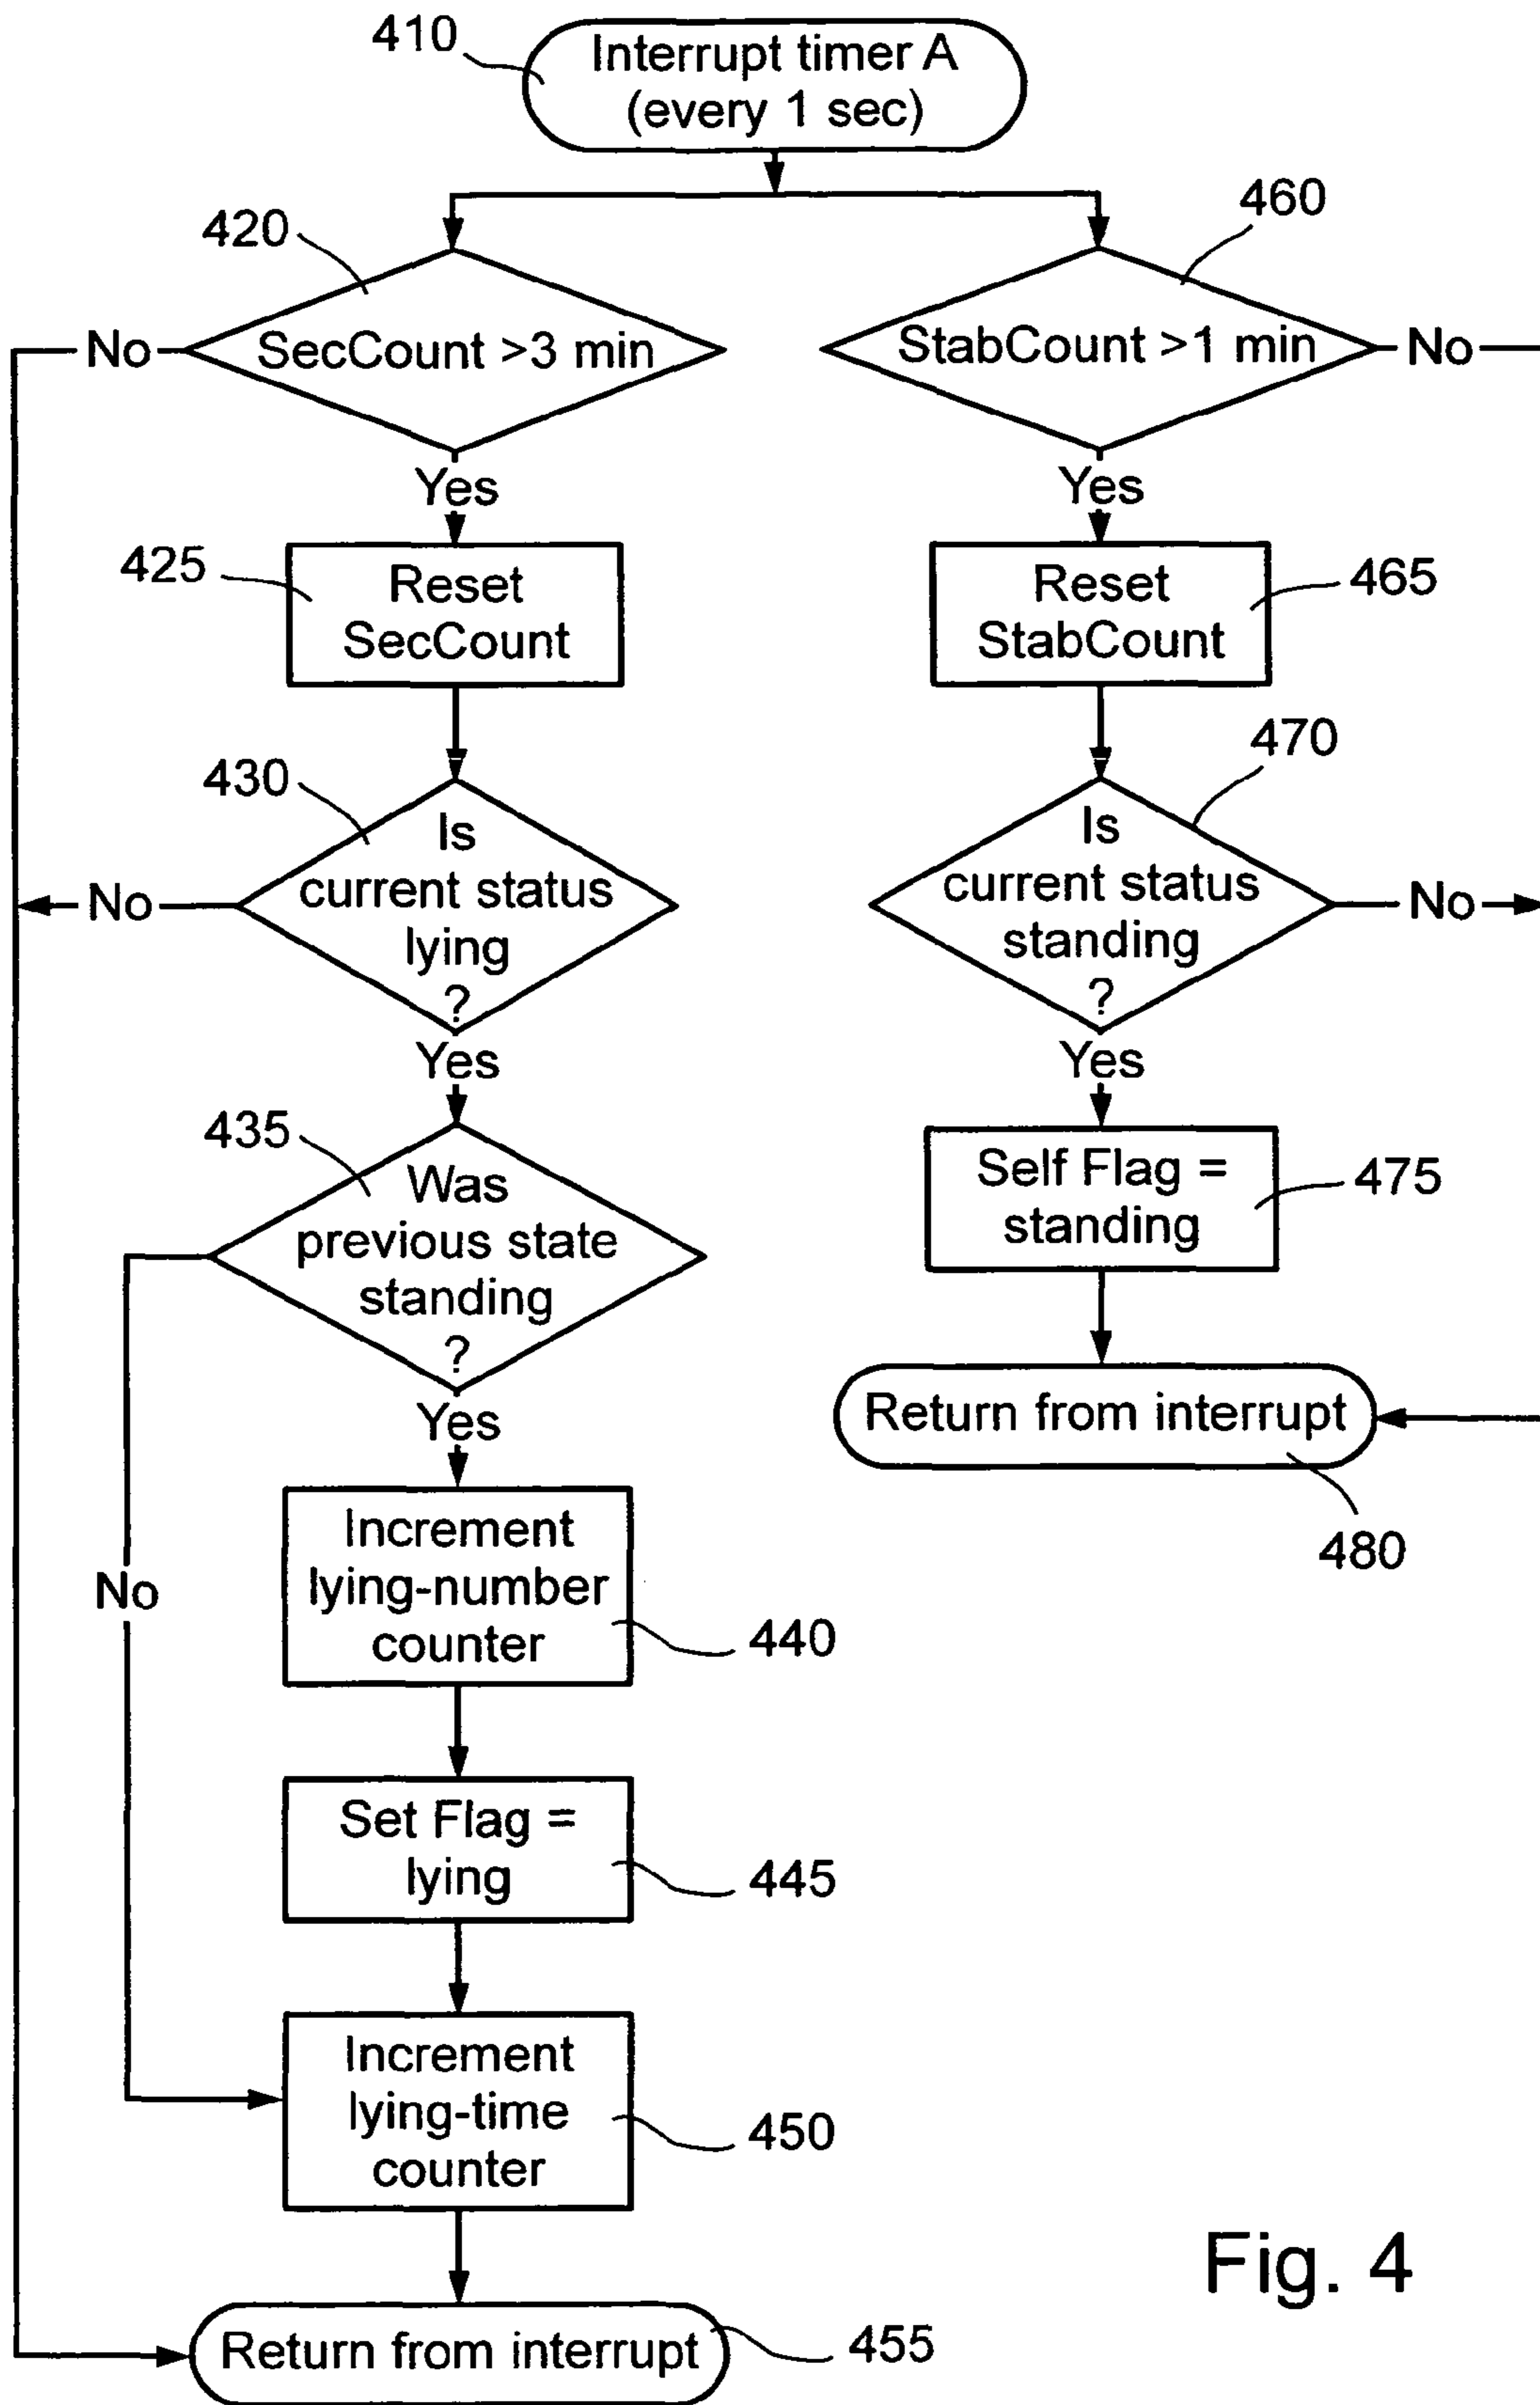 410
Interrupt timer A
(every 1 sec)
420
No
SecCount >3 min
Yes
425
Reset
SecCount
430
Is
current status
lying
?
No
Yes
435
Was
previous state
standing
?
Yes
No
Increment
lying-number
counter
440
Set Flag =
lying
445
Increment
lying-time
counter
450
Return from interrupt
455
460
StabCount >1 min
No
Yes
Reset
StabCount
465
470
Is
current status
standing
?
No
Yes
Self Flag =
standing
475
Return from interrupt
480
Fig. 4